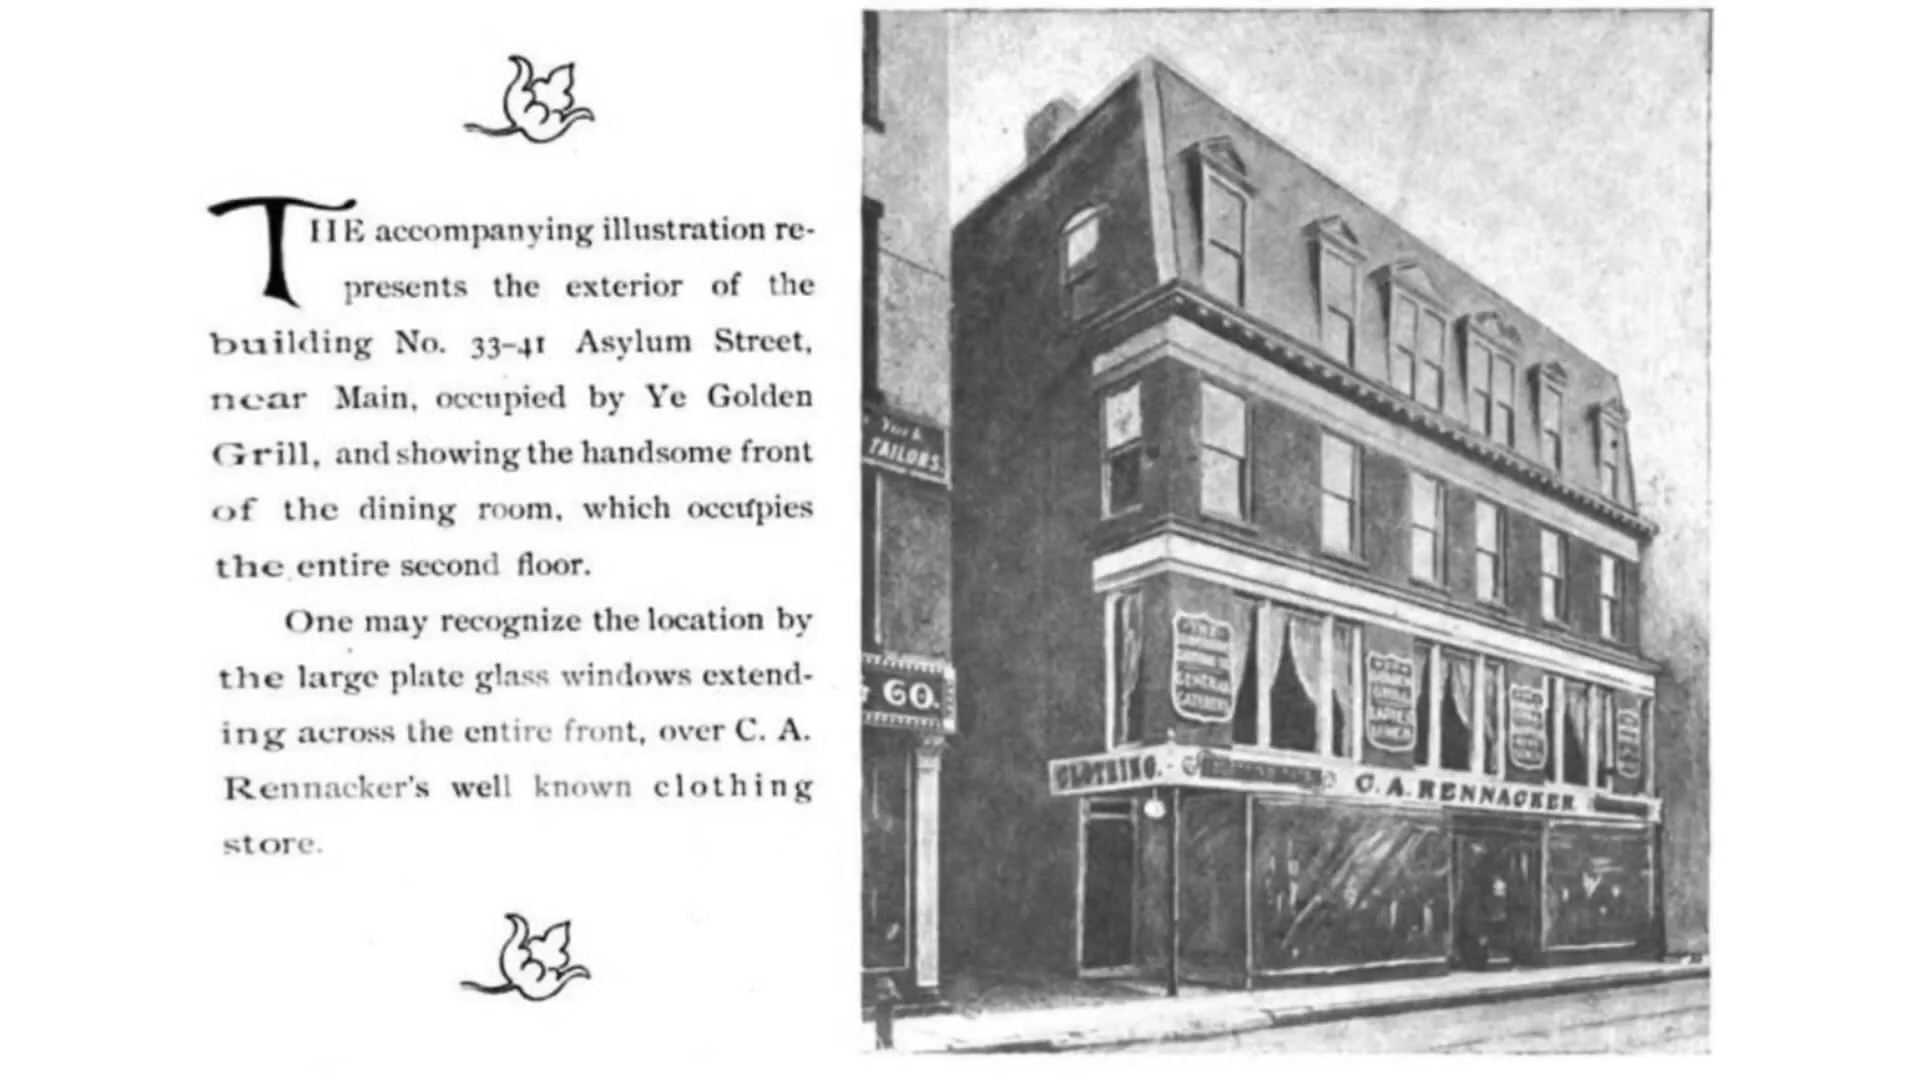 THE accompanying illustration re-
presents the exterior of the
building No. 33-41 Asylum Street,
near Main, occupied by Ye Golden
Grill, and showing the handsome front
of the dining room, which occupies
the entire second floor.
One may recognize the location by
the large plate glass windows extend-
ing across the entire front, over C. A.
Rennacker's well known clothing
store.
TAILORS.
& CO.
GENERAL
CATERING
GRILL
CLOTHING.
C. A. RENNACKER